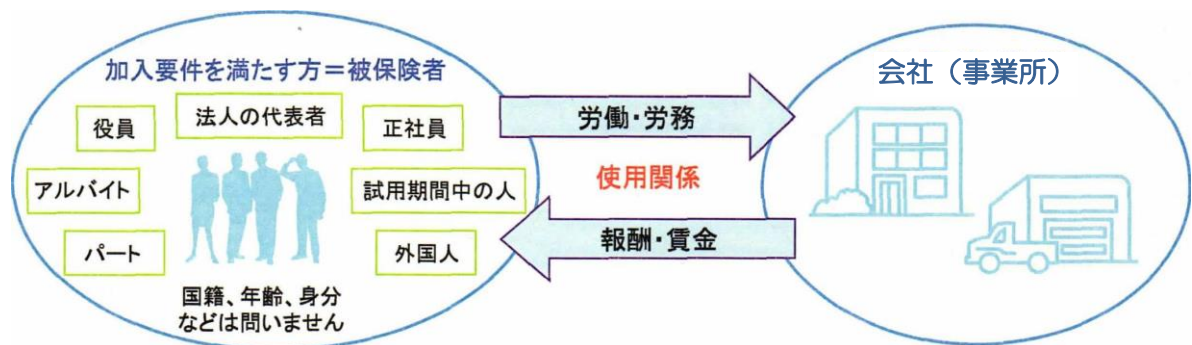 加入要件を満たす方＝被保険者
役員
法人の代表者
正社員
アルバイト
試用期間中の人
パート
外国人
国籍、年齢、身分
などは問いません
労働・労務
使用関係
報酬・賃金
会社（事業所）